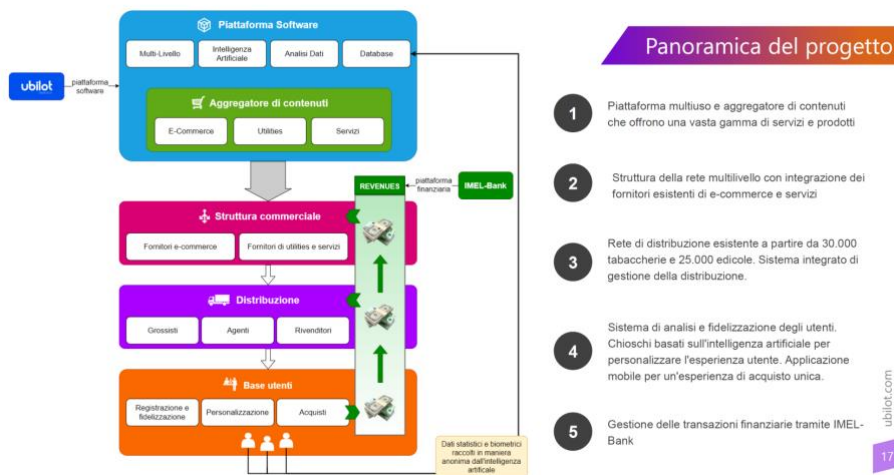 Piattaforma Software
Multi-Livello
Intelligenza
Artificiale
Analisi Dati
Database
ubilot
piattaforma
software
Aggregatore di contenuti
E-Commerce
Utilities
Servizi
REVENUES
piattaforma
finanziaria
IMEL-Bank
Struttura commerciale
Fornitori e-commerce
Fornitori di utilities e servizi
Distribuzione
Grossisti
Agenti
Rivenditori
Base utenti
Registrazione e
fidelizzazione
Personalizzazione
Acquisti
Dati statistici e biometrici
raccolti in maniera
anonima dall'intelligenza
artificale
Panoramica del progetto
1
Piattaforma multiuso e aggregatore di contenuti
che offrono una vasta gamma di servizi e prodotti
2
Struttura della rete multilivello con integrazione dei
fornitori esistenti di e-commerce e servizi
3
Rete di distribuzione esistente a partire da 30.000
tabaccherie e 25.000 edicole. Sistema integrato di
gestione della distribuzione.
4
Sistema di analisi e fidelizzazione degli utenti.
Chioschi basati sull'intelligenza artificiale per
personalizzare l'esperienza utente. Applicazione
mobile per un'esperienza di acquisto unica.
5
Gestione delle transazioni finanziarie tramite IMEL-
Bank
ubilot.com
17